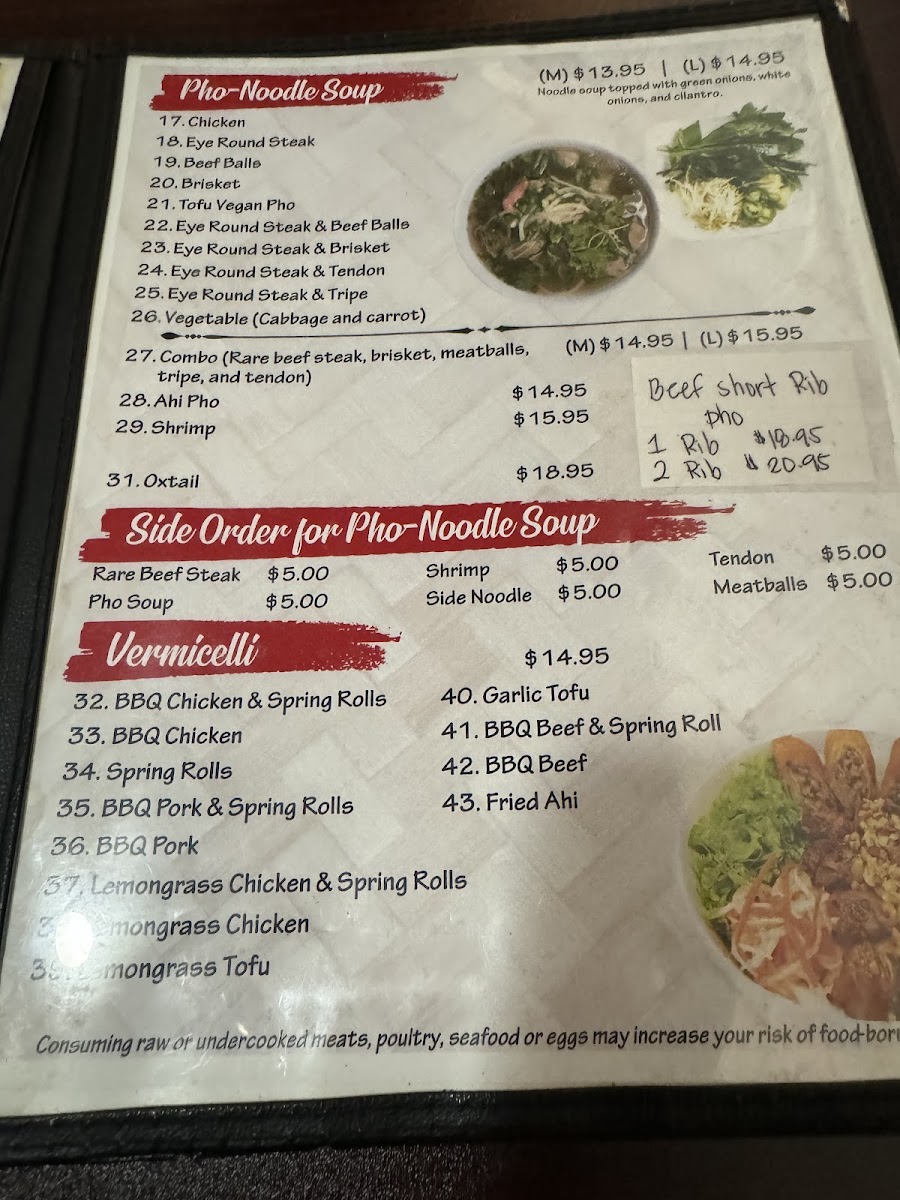 Pho-Noodle Soup
(M) $13.95 | (L) $14.95
Noodle soup topped with green onions, white
onions, and cilantro.
17. Chicken
18. Eye Round Steak
19. Beef Balls
20. Brisket
21. Tofu Vegan Pho
22. Eye Round Steak & Beef Balls
23. Eye Round Steak & Brisket
24. Eye Round Steak & Tendon
25. Eye Round Steak & Tripe
26. Vegetable (Cabbage and carrot)
27. Combo (Rare beef steak, brisket, meatballs, (M) $14.95 | (L) $15.95
tripe, and tendon)
28. Ahi Pho $14.95
29. Shrimp $15.95
31. Oxtail $18.95
Beef short Rib
pho
1 Rib $18.95
2 Rib $20.95
Side Order for Pho-Noodle Soup
Rare Beef Steak $5.00 Shrimp $5.00 Tendon $5.00
Pho Soup $5.00 Side Noodle $5.00 Meatballs $5.00
Vermicelli $14.95
32. BBQ Chicken & Spring Rolls
33. BBQ Chicken
34. Spring Rolls
35. BBQ Pork & Spring Rolls
36. BBQ Pork
37. Lemongrass Chicken & Spring Rolls
Lemongrass Chicken
39. Lemongrass Tofu
40. Garlic Tofu
41. BBQ Beef & Spring Roll
42. BBQ Beef
43. Fried Ahi
Consuming raw or undercooked meats, poultry, seafood or eggs may increase your risk of